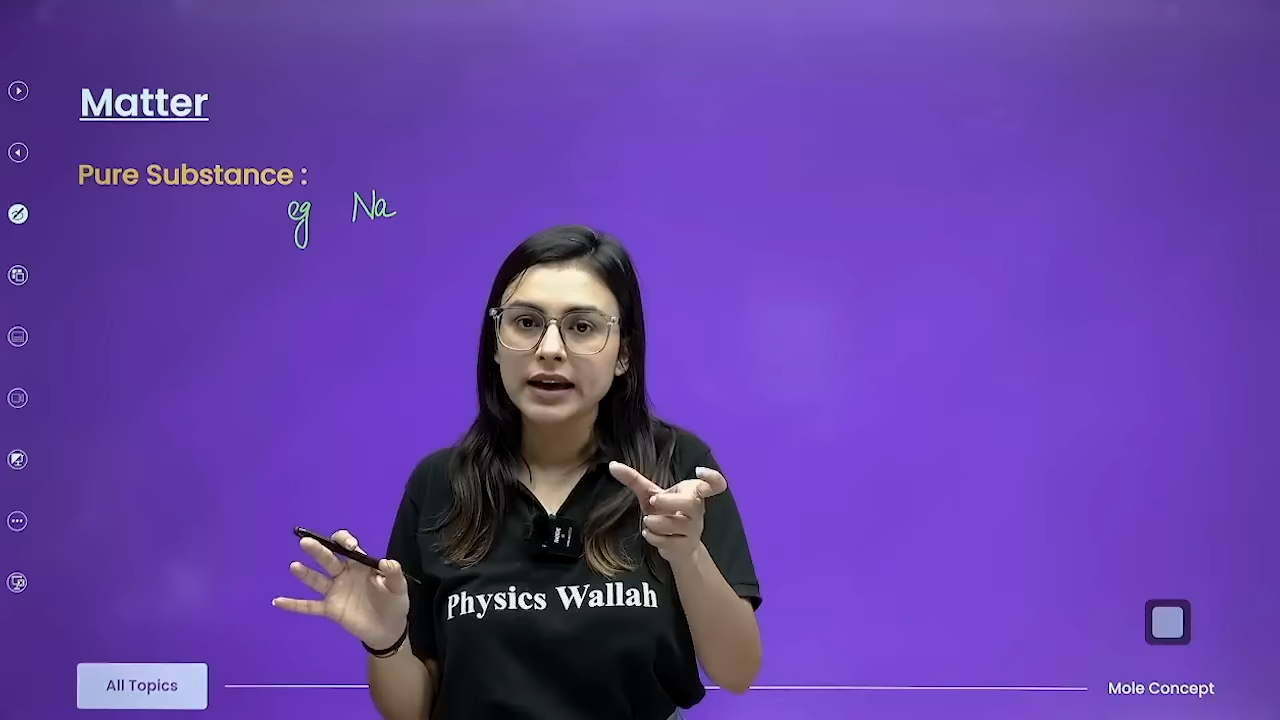 Matter
Pure Substance :
eg Na
Physics Wallah
All Topics
Mole Concept